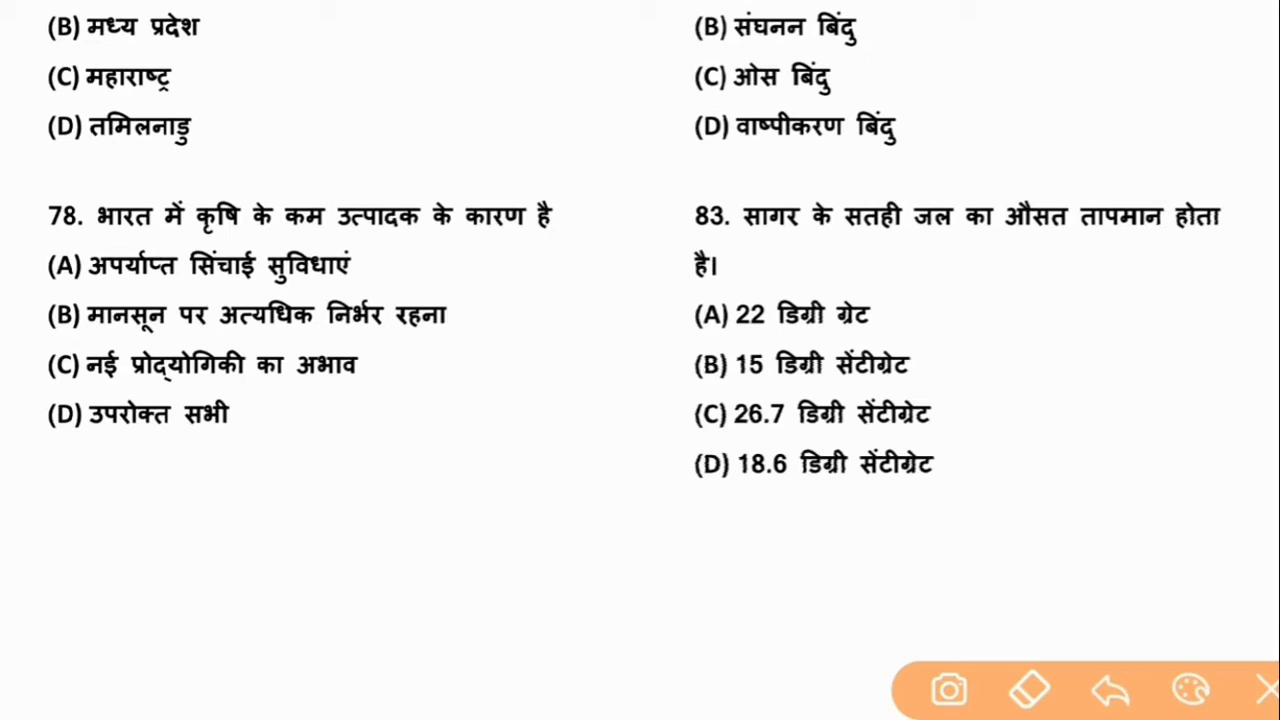 (B) मध्य प्रदेश
(C) महाराष्ट्र
(D) तमिलनाडु
78. भारत में कृषि के कम उत्पादक के कारण है
(A) अपर्याप्त सिंचाई सुविधाएं
(B) मानसून पर अत्यधिक निर्भर रहना
(C) नई प्रोद्योगिकी का अभाव
(D) उपरोक्त सभी
(B) संघनन बिंदु
(C) ओस बिंदु
(D) वाष्पीकरण बिंदु
83. सागर के सतही जल का औसत तापमान होता
है।
(A) 22 डिग्री ग्रेट
(B) 15 डिग्री सेंटीग्रेट
(C) 26.7 डिग्री सेंटीग्रेट
(D) 18.6 डिग्री सेंटीग्रेट